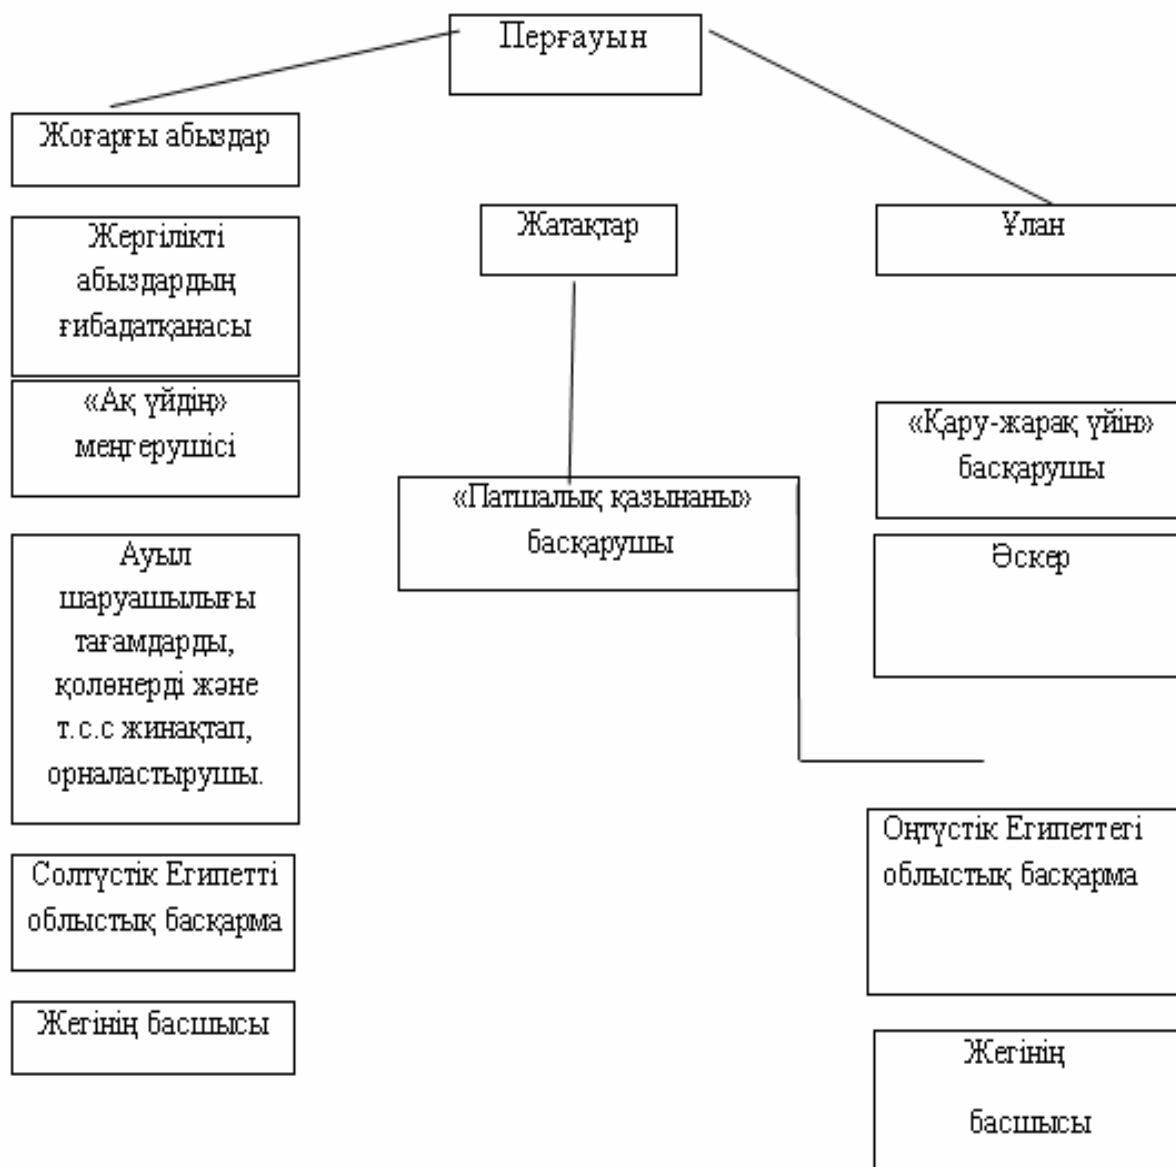 Перғауын
Жоғарғы абыздар
Жергілікті
абыздардың
ғибадатқанасы
Жатақтар
Ұлан
«Ақ үйдің»
меңгерушісі
«Қару-жарақ үйін»
басқарушы
«Патшалық қазынаны»
басқарушы
Ауыл
шаруашылығы
тағамдарды,
қолөнерді және
т.с.с жинақтап,
орналастырушы.
Әскер
Солтүстік Египетті
облыстық басқарма
Оңтүстік Египеттегі
облыстық басқарма
Жегінің басшысы
Жегінің
басшысы